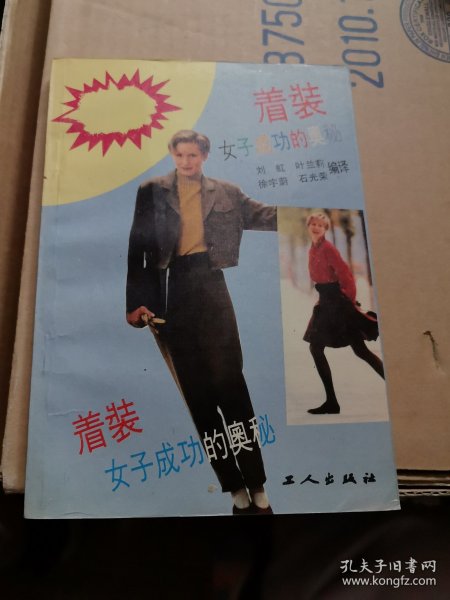 3750
2010.1
着装
女子成功的奥秘
刘虹 叶兰莉
徐宇蔚 石光荣 编译
着装
女子成功的奥秘
工人出版社
孔夫子旧书网
www.kongfz.com